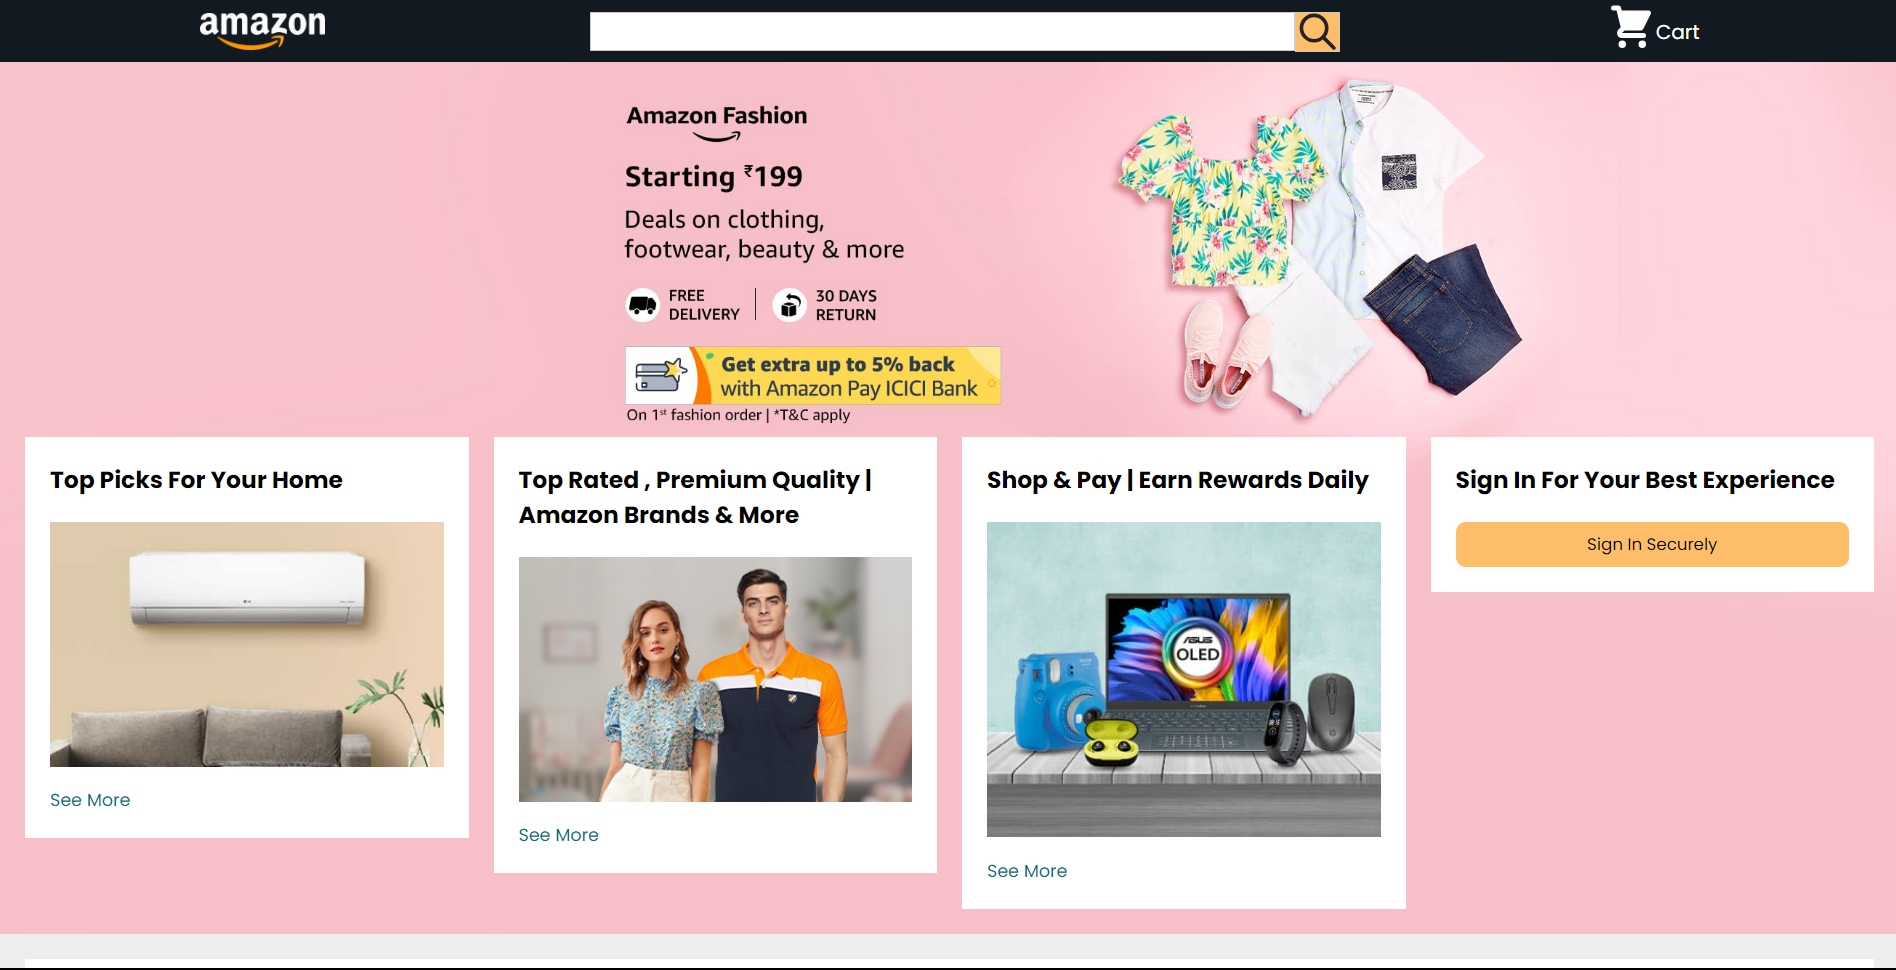 amazon
Cart
Amazon Fashion
Starting ₹199
Deals on clothing,
footwear, beauty & more
FREE
DELIVERY
30 DAYS
RETURN
Get extra up to 5% back
with Amazon Pay ICICI Bank
On 1st fashion order | *T&C apply
Top Picks For Your Home
LG
See More
Top Rated , Premium Quality |
Amazon Brands & More
See More
Shop & Pay | Earn Rewards Daily
ASUS
OLED
hp
See More
Sign In For Your Best Experience
Sign In Securely